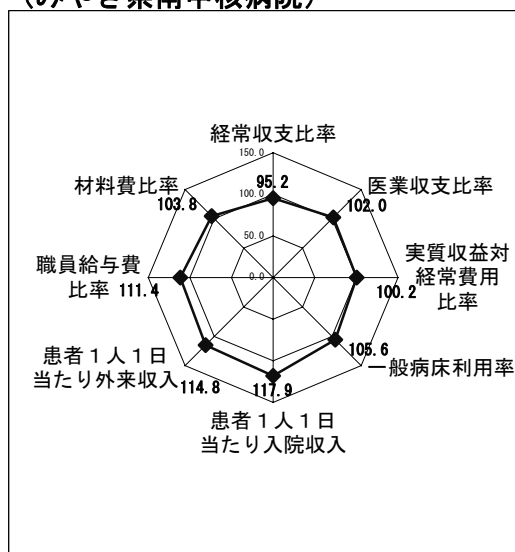 （みやぎ県南中核病院）
経常収支比率
150.0
材料費比率
95.2
医業収支比率
103.8
100.0
102.0
職員給与費
比率
50.0
実質収益対
経常費用
比率
111.4
0.0
100.2
患者１人１日
当たり外来収入
105.6
一般病床利用率
114.8
117.9
患者１人１日
当たり入院収入